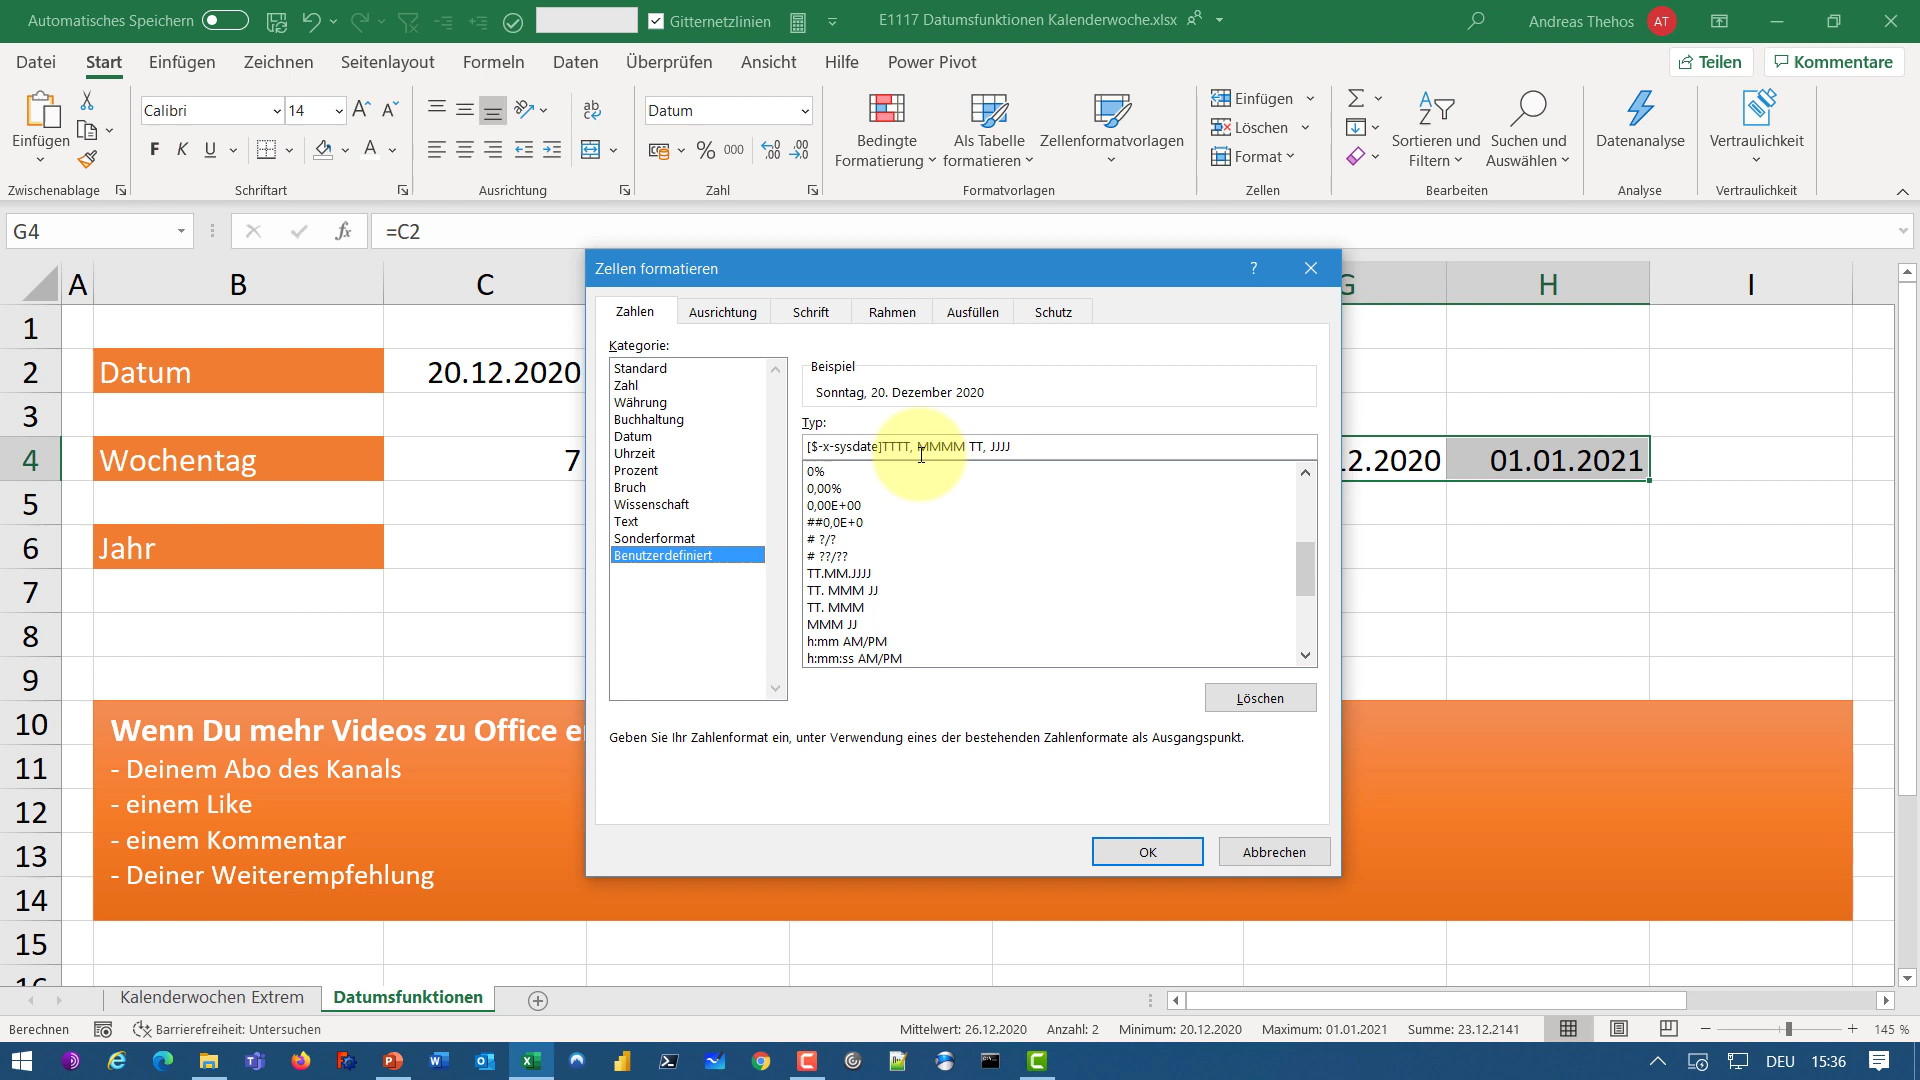 Automatisches Speichern
Gitternetzlinien
E1117 Datumsfunktionen Kalenderwoche.xlsx
Andreas Thehos
AT
Datei Start Einfügen Zeichnen Seitenlayout Formeln Daten Überprüfen Ansicht Hilfe Power Pivot
Teilen
Kommentare
Einfügen
Zwischenablage
Calibri 14
F K U
Schriftart
Ausrichtung
Datum
% 000
Zahl
Bedingte Formatierung
Als Tabelle formatieren
Zellenformatvorlagen
Formatvorlagen
Einfügen
Löschen
Format
Zellen
Sortieren und Filtern
Suchen und Auswählen
Bearbeiten
Datenanalyse
Analyse
Vertraulichkeit
Vertraulichkeit
G4
fx
=C2
A B C G H I
1
2 Datum 20.12.2020
3
4 Wochentag 7 .2.2020 01.01.2021
5
6 Jahr
7
8
9
10 Wenn Du mehr Videos zu Office e
11 - Deinem Abo des Kanals
12 - einem Like
13 - einem Kommentar
14 - Deiner Weiterempfehlung
15
16
Zellen formatieren
?
Zahlen Ausrichtung Schrift Rahmen Ausfüllen Schutz
Kategorie:
Standard
Zahl
Währung
Buchhaltung
Datum
Uhrzeit
Prozent
Bruch
Wissenschaft
Text
Sonderformat
Benutzerdefiniert
Beispiel
Sonntag, 20. Dezember 2020
Typ:
[$-x-sysdate]TTTT, MMMM TT, JJJJ
0%
0,00%
0,00E+00
##0,0E+0
# ?/?
# ??/??
TT.MM.JJJJ
TT. MMM JJ
TT. MMM
MMM JJ
h:mm AM/PM
h:mm:ss AM/PM
Löschen
Geben Sie Ihr Zahlenformat ein, unter Verwendung eines der bestehenden Zahlenformate als Ausgangspunkt.
OK
Abbrechen
Kalenderwochen Extrem
Datumsfunktionen
Berechnen
Barrierefreiheit: Untersuchen
Mittelwert: 26.12.2020 Anzahl: 2 Minimum: 20.12.2020 Maximum: 01.01.2021 Summe: 23.12.2141
145 %
DEU 15:36